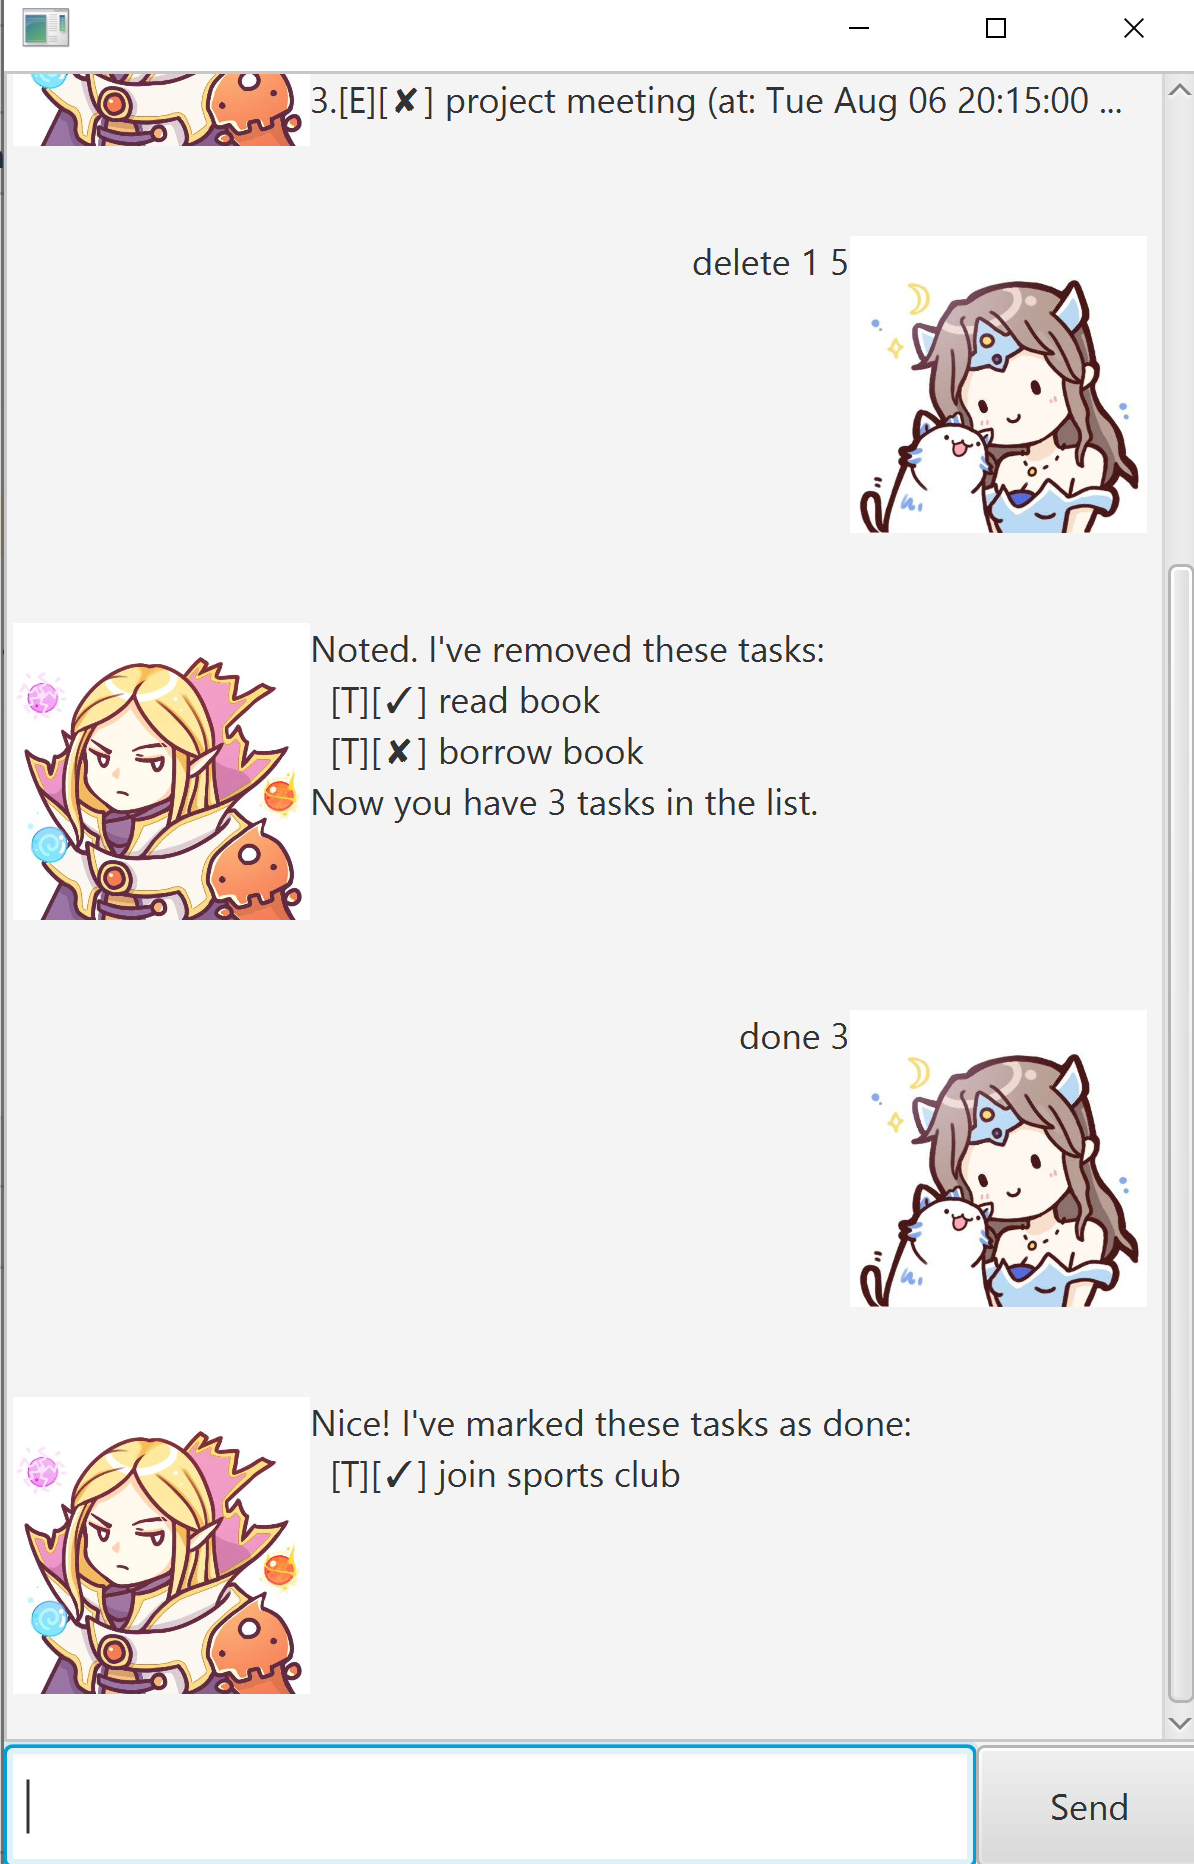 3.[E][✘] project meeting (at: Tue Aug 06 20:15:00 ...
delete 1 5
Noted. I've removed these tasks:
[T][✓] read book
[T][✘] borrow book
Now you have 3 tasks in the list.
done 3
Nice! I've marked these tasks as done:
[T][✓] join sports club
Send